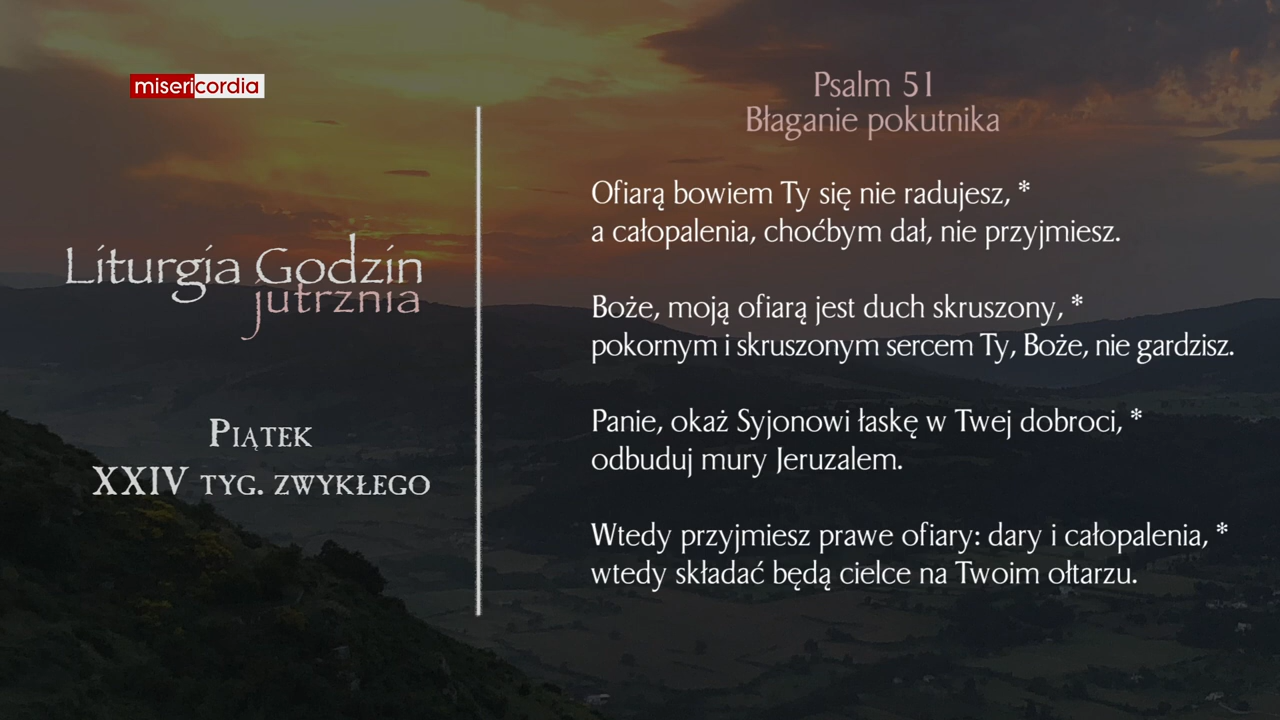 misericordia
Liturgia Godzin
jutrznia
Piątek
XXIV tyg. zwykłego
Psalm 51
Błaganie pokutnika
Ofiarą bowiem Ty się nie radujesz, *
a całopalenia, choćbym dał, nie przyjmiesz.
Boże, moją ofiarą jest duch skruszony, *
pokornym i skruszonym sercem Ty, Boże, nie gardzisz.
Panie, okaż Syjonowi łaskę w Twej dobroci, *
odbuduj mury Jeruzalem.
Wtedy przyjmiesz prawe ofiary: dary i całopalenia, *
wtedy składać będą cielce na Twoim ołtarzu.